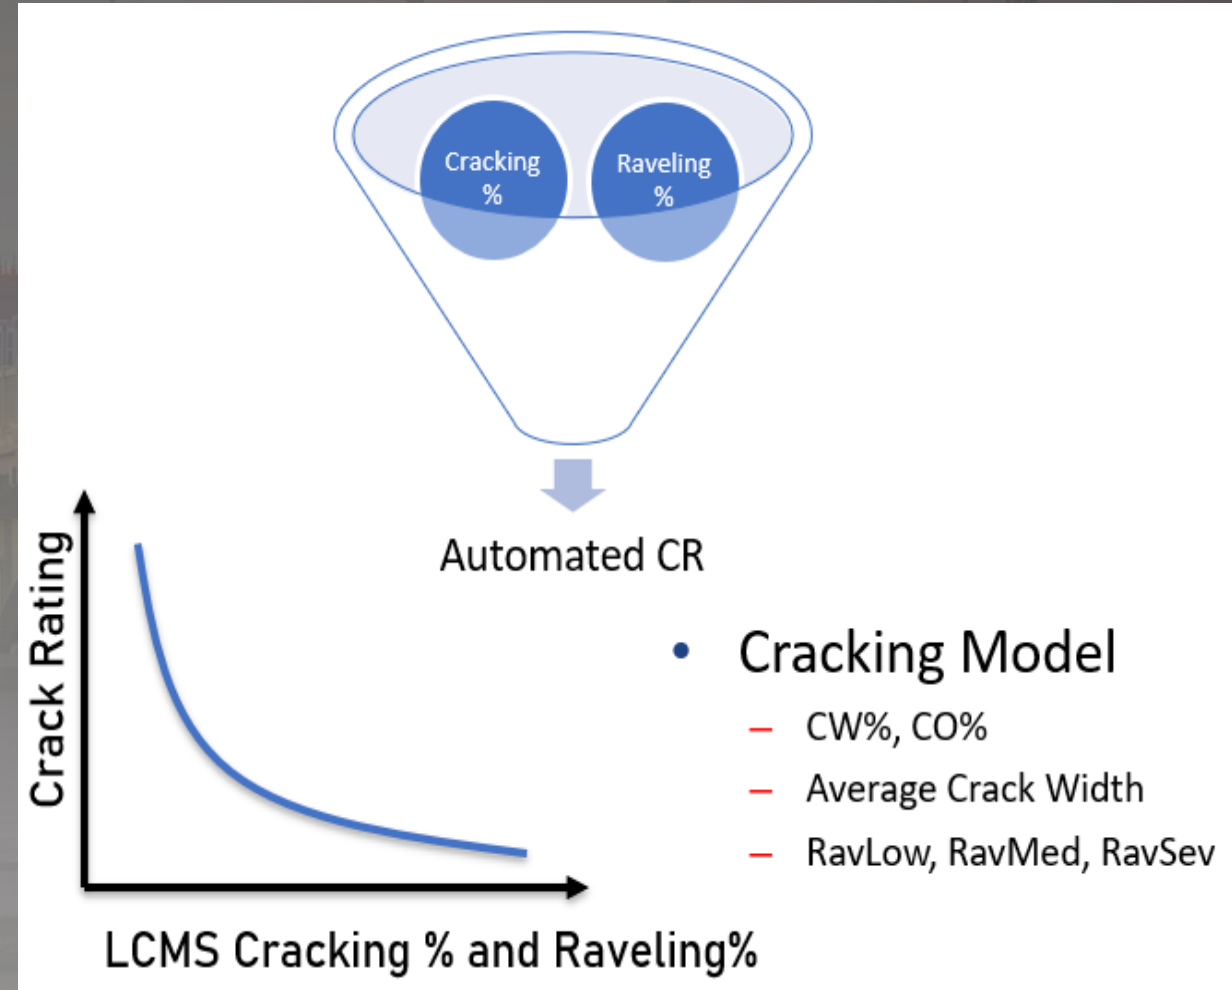 Cracking
%
Raveling
%
Automated CR
Crack Rating
LCMS Cracking % and Raveling%
• Cracking Model
– CW%, CO%
– Average Crack Width
– RavLow, RavMed, RavSev